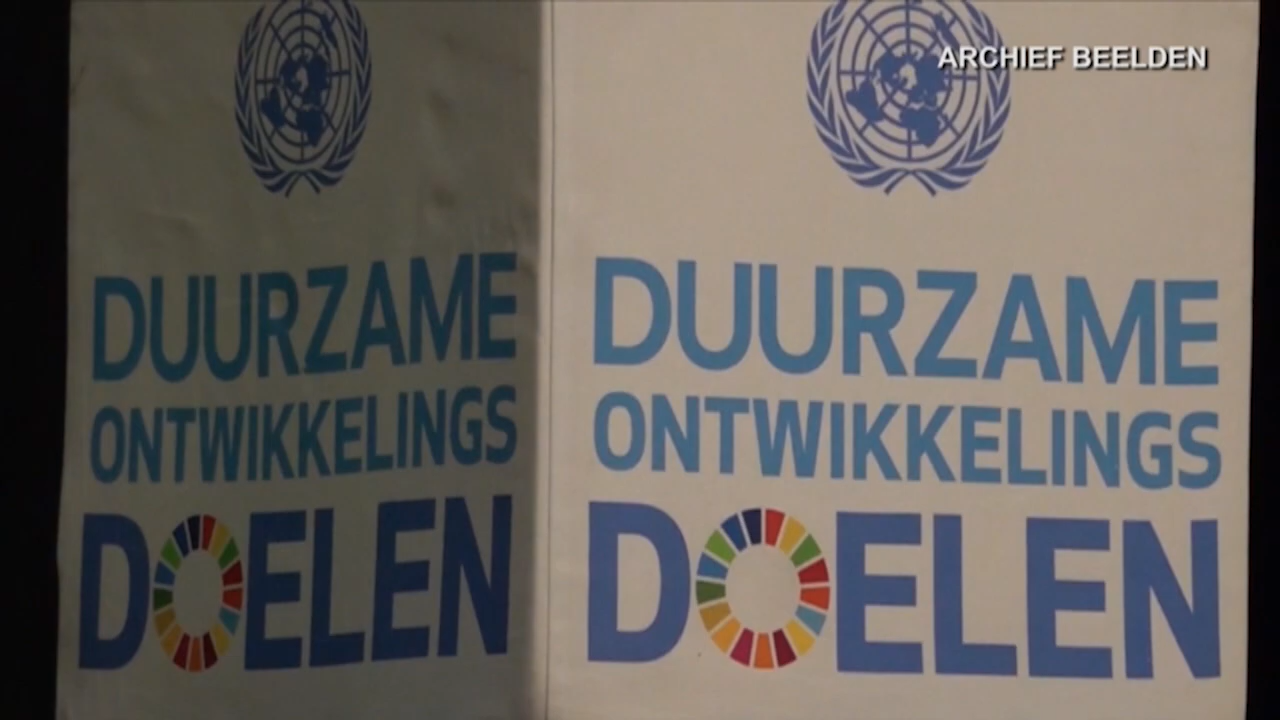 ARCHIEF BEELDEN
DUURZAME
ONTWIKKELINGS
DOELEN
DUURZAME
ONTWIKKELINGS
DOELEN